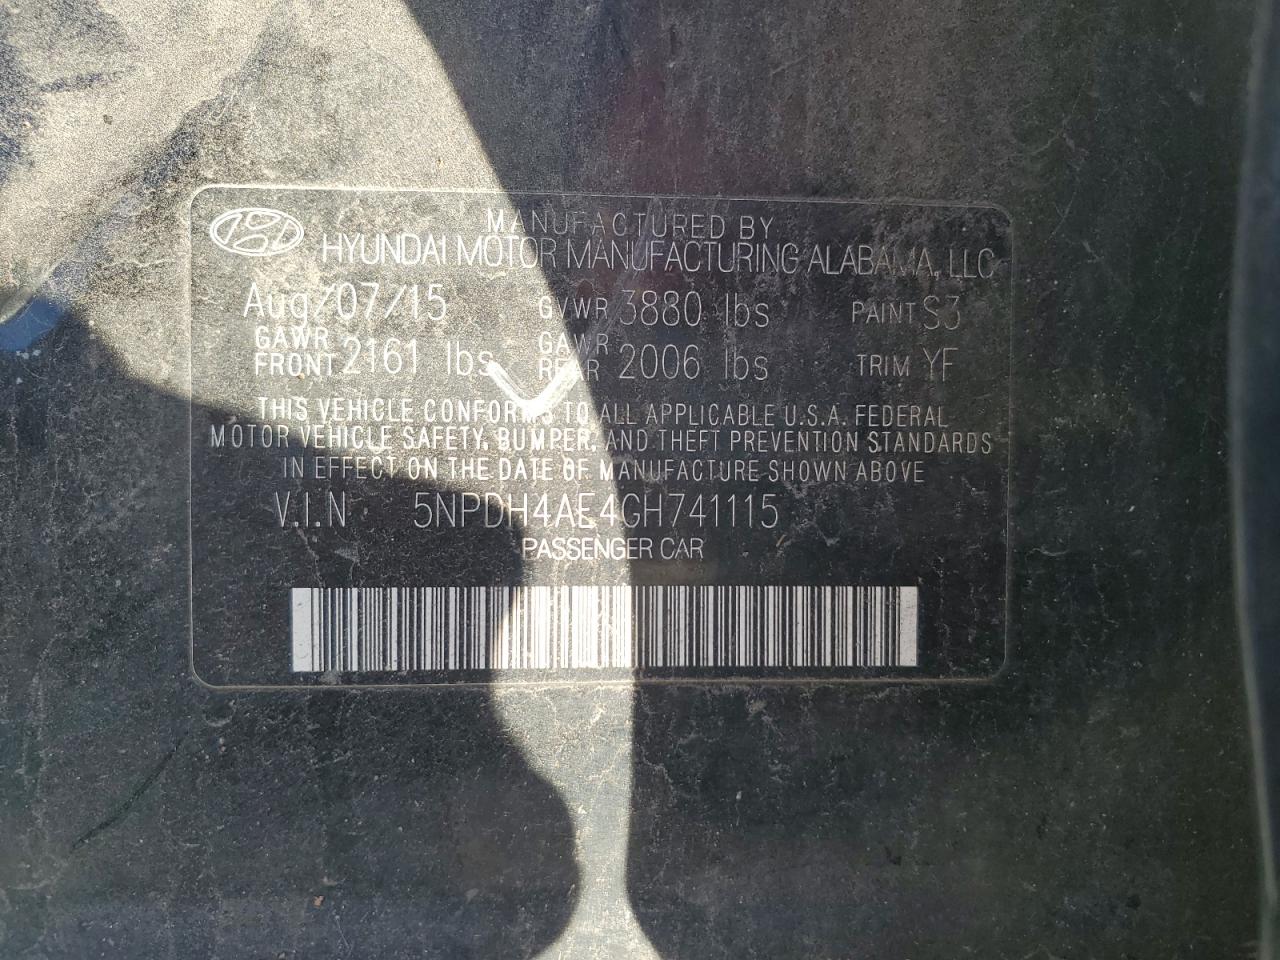 MANUFACTURED BY
HYUNDAI MOTOR MANUFACTURING ALABAMA, LLC
Aug/07/15 GVWR 3880 lbs PAINT S3
GAWR FRONT 2161 lbs GAWR REAR 2006 lbs TRIM YF
THIS VEHICLE CONFORMS TO ALL APPLICABLE U.S.A. FEDERAL
MOTOR VEHICLE SAFETY, BUMPER, AND THEFT PREVENTION STANDARDS
IN EFFECT ON THE DATE OF MANUFACTURE SHOWN ABOVE
V.I.N 5NPDH4AE4GH741115
PASSENGER CAR